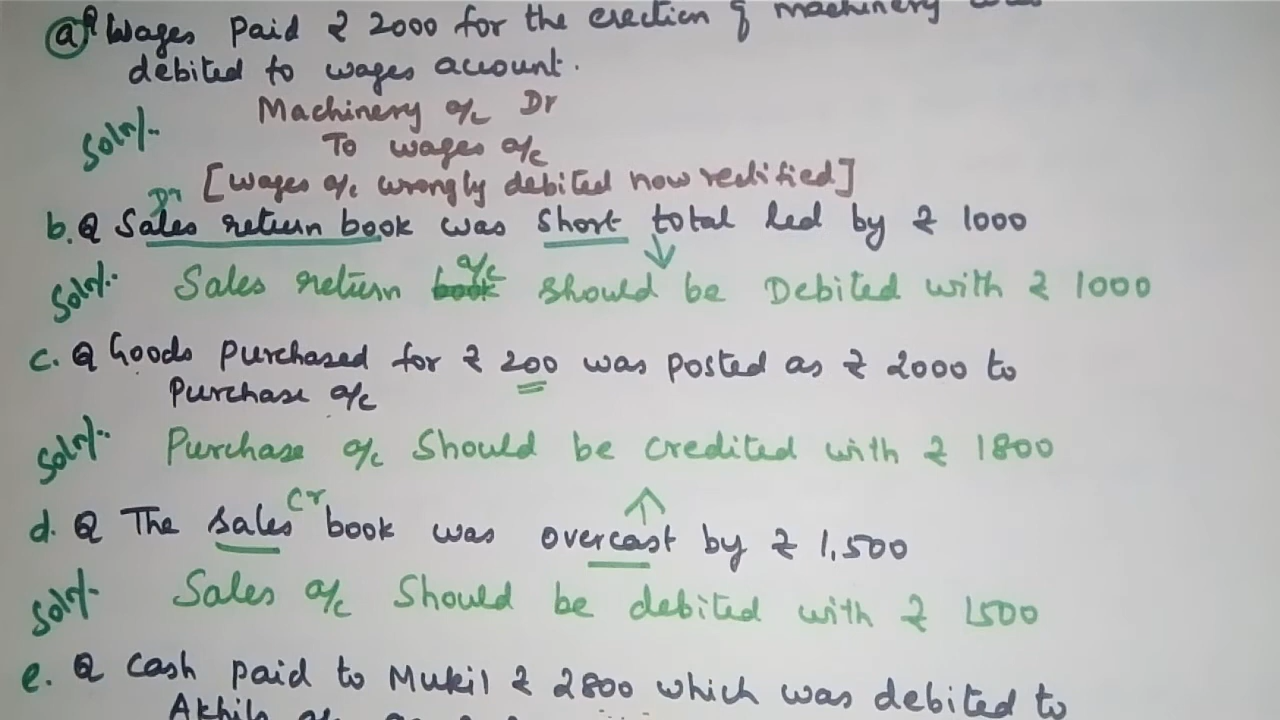 a) Q Wages Paid ₹ 2000 for the erection of machinery was
debited to wages account.
Soln/:. Machinery a/c Dr
To wages a/c
[wages a/c wrongly debited now rectified]
Dr
b. Q Sales return book was short total led by ₹ 1000
Soln/:. Sales return book a/c should be Debited with ₹ 1000
c. Q Goods purchased for ₹ 200 was posted as ₹ 2000 to
Purchase a/c
Soln/:. Purchase a/c should be credited with ₹ 1800
Cr
d. Q The sales book was overcast by ₹ 1,500
Soln/:. Sales a/c should be debited with ₹ 1500
e. Q Cash paid to Mukil ₹ 2800 which was debited to
Akhila a/c